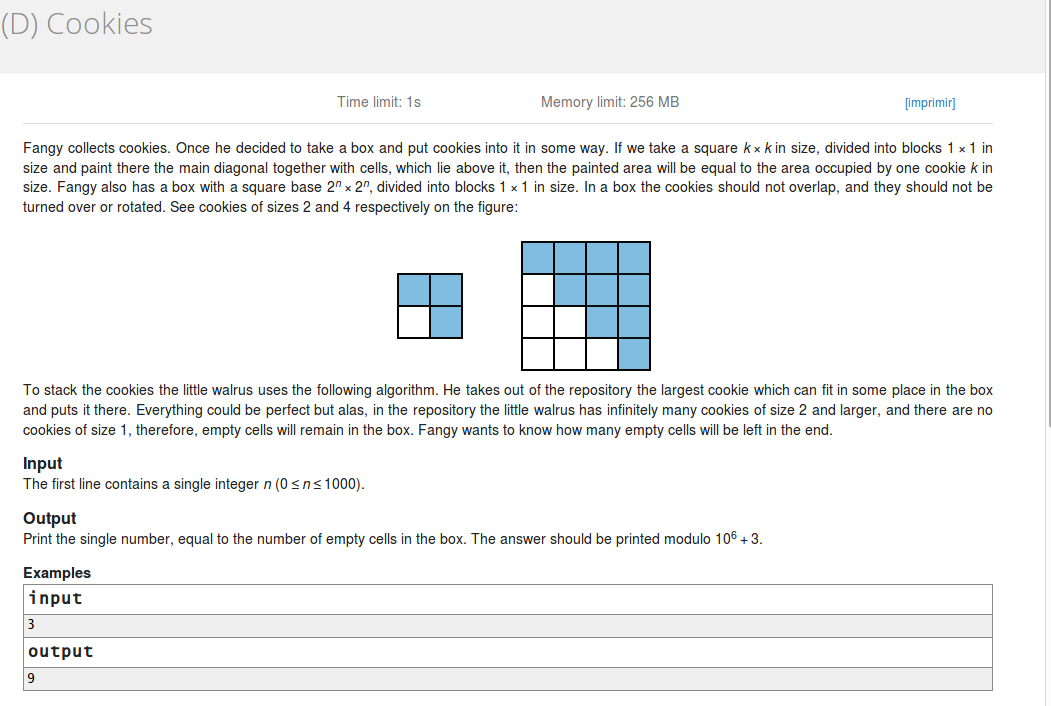 (D) Cookies
Time limit: 1s
Memory limit: 256 MB
[imprimir]
Fangy collects cookies. Once he decided to take a box and put cookies into it in some way. If we take a square k × k in size, divided into blocks 1 × 1 in
size and paint there the main diagonal together with cells, which lie above it, then the painted area will be equal to the area occupied by one cookie k in
size. Fangy also has a box with a square base 2ⁿ × 2ⁿ, divided into blocks 1 × 1 in size. In a box the cookies should not overlap, and they should not be
turned over or rotated. See cookies of sizes 2 and 4 respectively on the figure:
To stack the cookies the little walrus uses the following algorithm. He takes out of the repository the largest cookie which can fit in some place in the box
and puts it there. Everything could be perfect but alas, in the repository the little walrus has infinitely many cookies of size 2 and larger, and there are no
cookies of size 1, therefore, empty cells will remain in the box. Fangy wants to know how many empty cells will be left in the end.
Input
The first line contains a single integer n (0 ≤ n ≤ 1000).
Output
Print the single number, equal to the number of empty cells in the box. The answer should be printed modulo 10⁶ + 3.
Examples
input
3
output
9